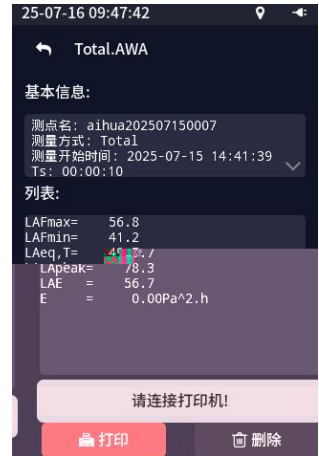 25-07-16 09:47:42
Total.AWA
基本信息:
测点名: aihua202507150007
测量方式: Total
测量开始时间: 2025-07-15 14:41:39
Ts: 00:00:10
列表:
LAFmax= 56.8
LAFmin= 41.2
LAeq,T=
LApeak= 78.3
LAE = 56.7
E = 0.00Pa^2.h
请连接打印机!
打印
删除